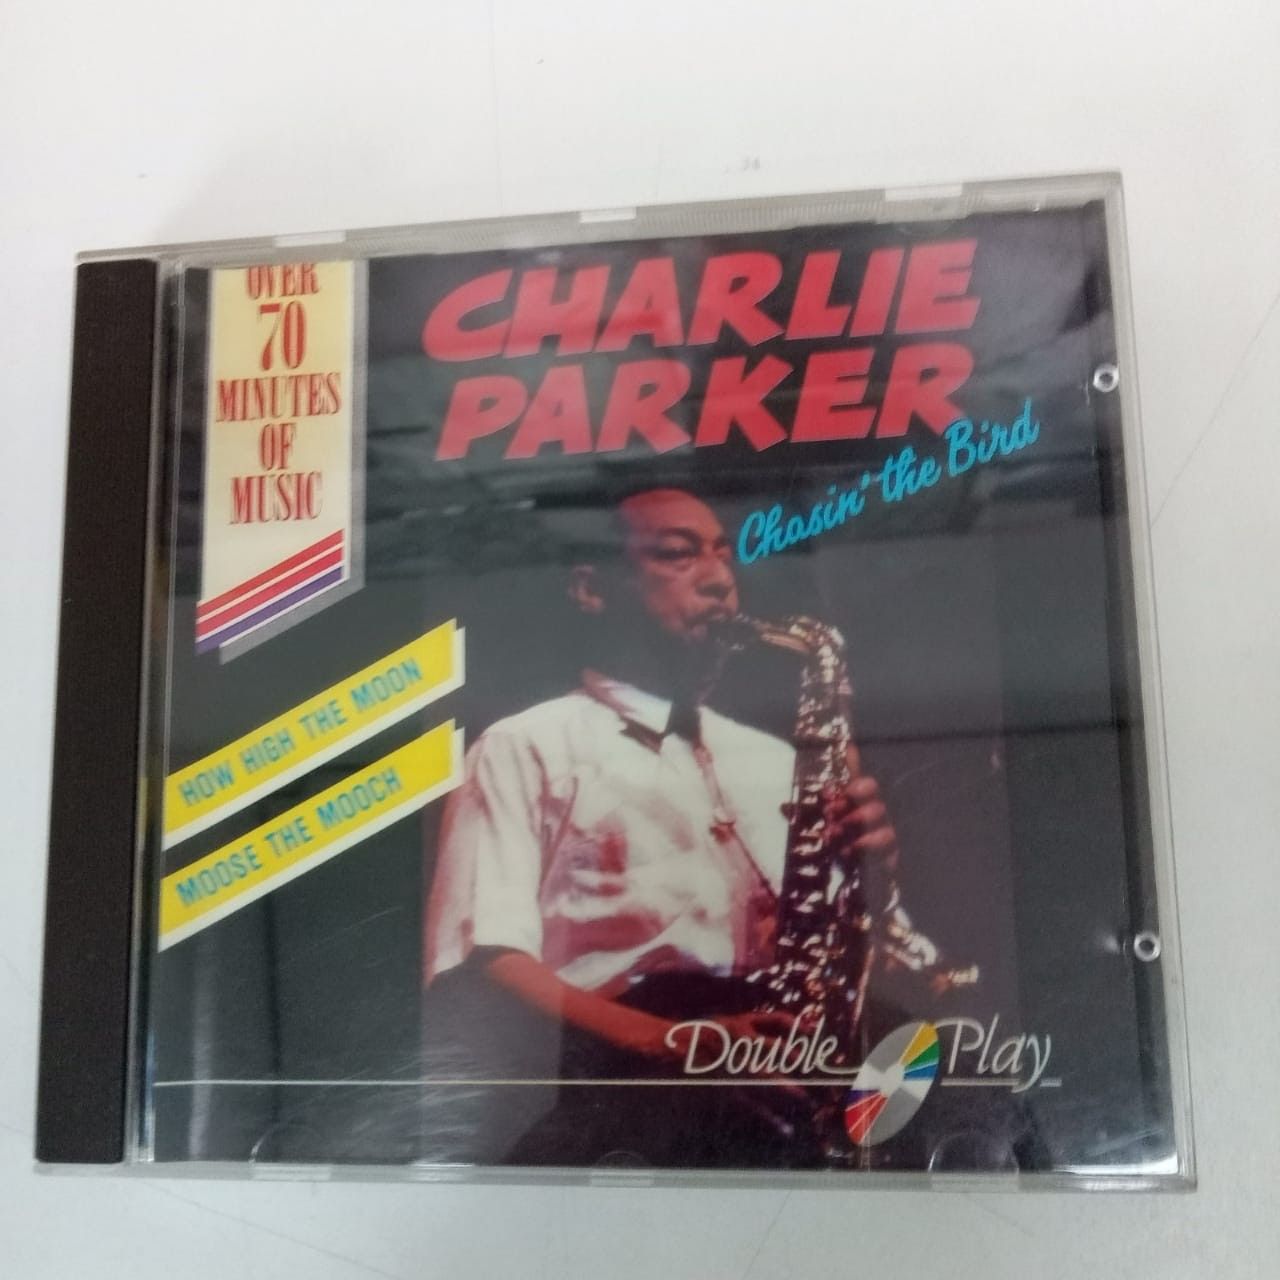 OVER
70
MINUTES
OF
MUSIC
CHARLIE
PARKER
Chasin' the Bird
HOW HIGH THE MOON
MOOSE THE MOOCH
Double Play